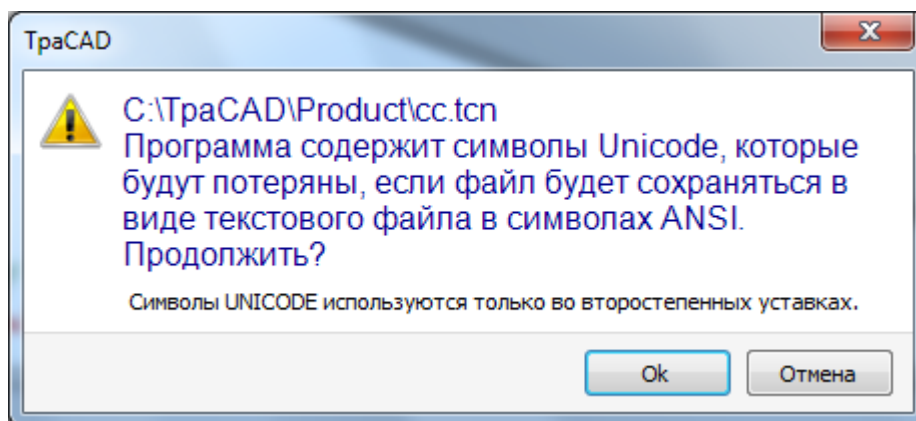 TpaCAD
C:\TpaCAD\Product\cc.tcn
Программа содержит символы Unicode, которые
будут потеряны, если файл будет сохраняться в
виде текстового файла в символах ANSI.
Продолжить?
Символы UNICODE используются только во второстепенных уставках.
Ok
Отмена